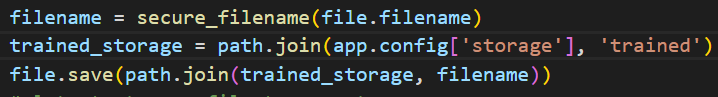 filename = secure_filename(file.filename)
trained_storage = path.join(app.config['storage'], 'trained')
file.save(path.join(trained_storage, filename))